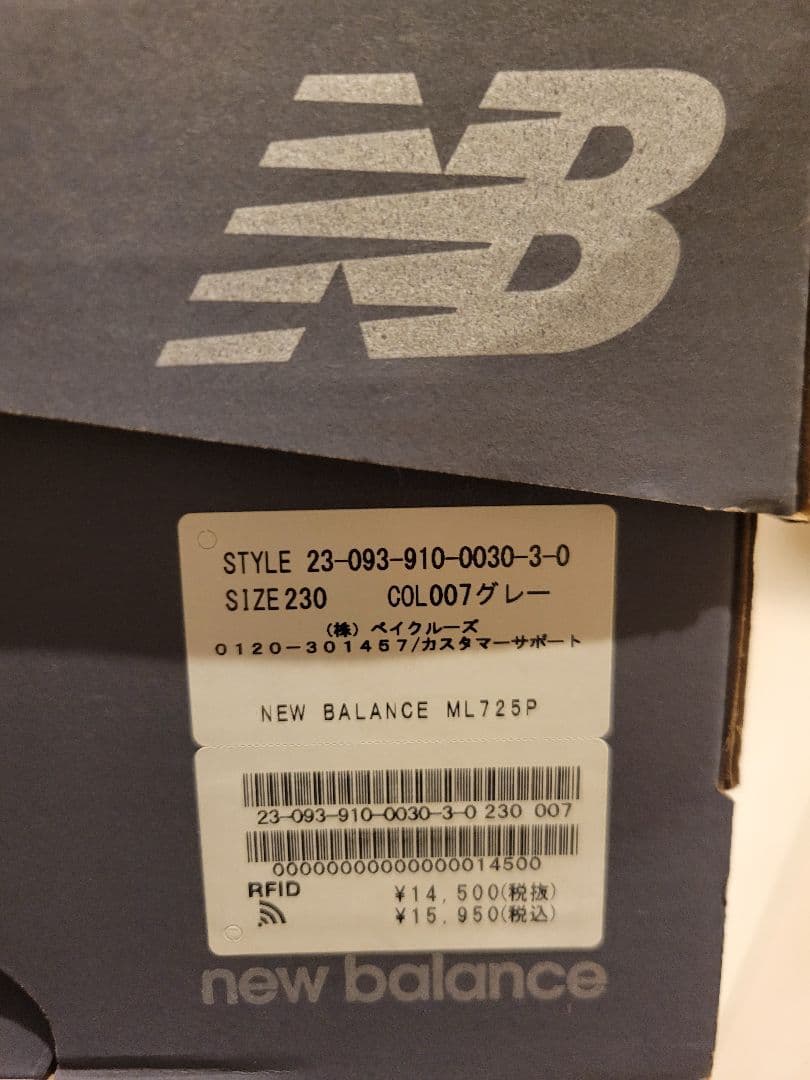 NB
STYLE 23-093-910-0030-3-0
SIZE 230 COL007グレー
(株) ベイクルーズ
0120-301457/カスタマーサポート
NEW BALANCE ML725P
23-093-910-0030-3-0 230 007
00000000000000014500
RFID
¥14,500(税抜)
¥15,950(税込)
new balance